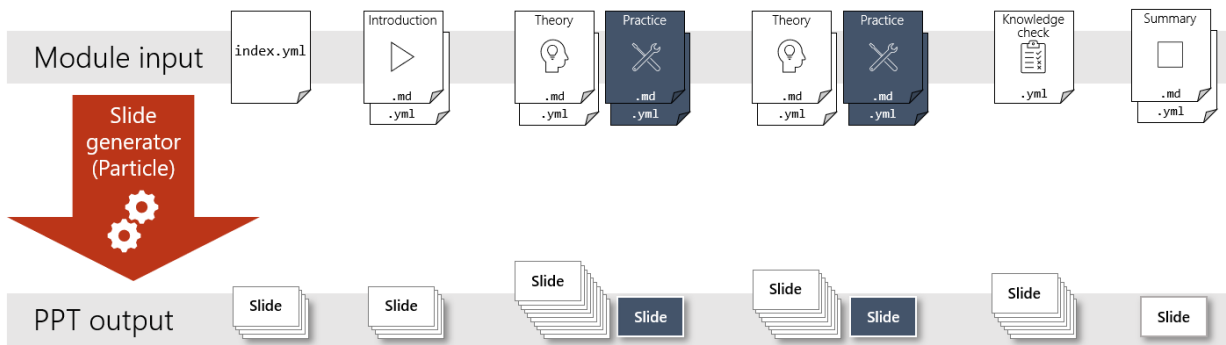 Module input
index.yml
Introduction
.md
.yml
Theory
.md
.yml
Practice
.md
.yml
Theory
.md
.yml
Practice
.md
.yml
Knowledge
check
.yml
Summary
.md
.yml
Slide
generator
(Particle)
PPT output
Slide
Slide
Slide
Slide
Slide
Slide
Slide
Slide